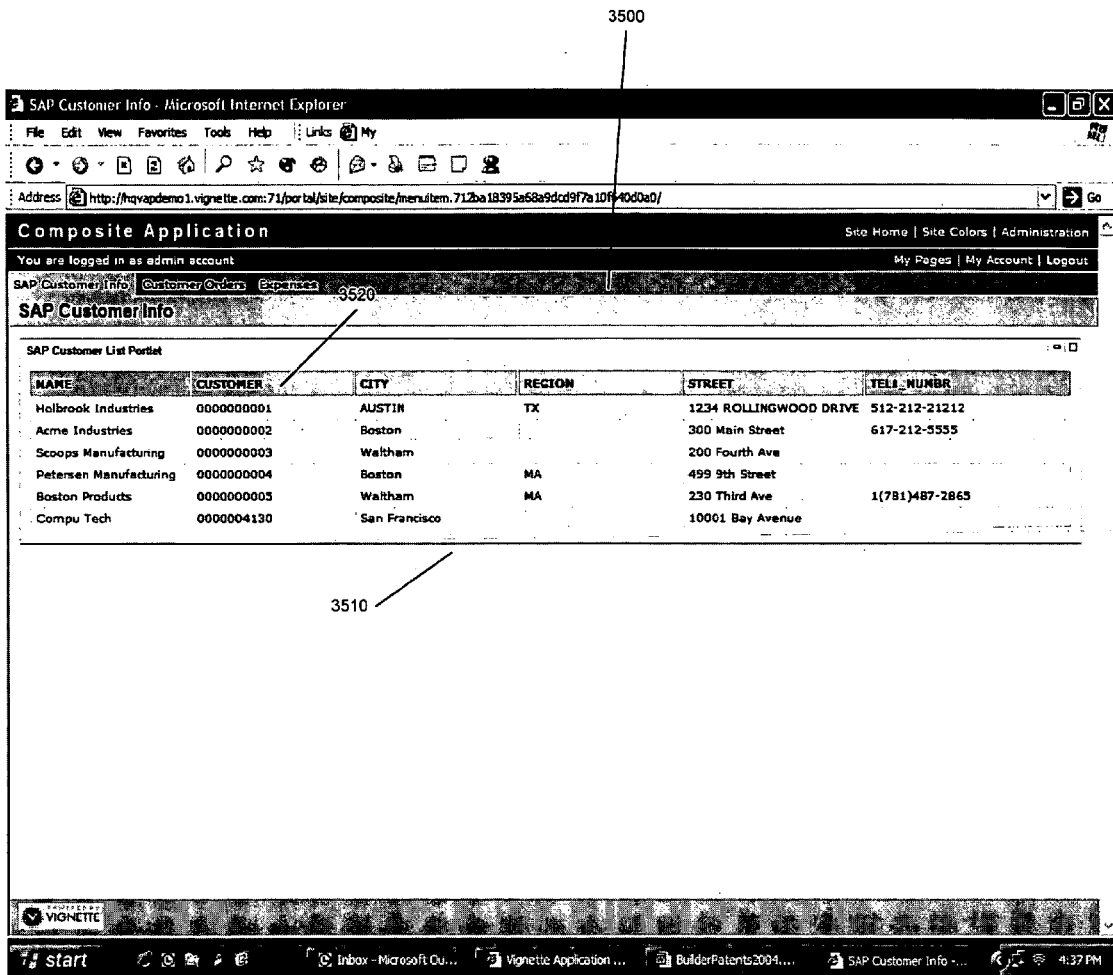 3500
SAP Customer Info - Microsoft Internet Explorer
File Edit View Favorites Tools Help Links My
Address http://hqvapdemo1.vignette.com:71/portal/site/composite/menuitem.712ba18395a68a9dcd9f7a10f640d0a0/ Go
Composite Application Site Home | Site Colors | Administration
You are logged in as admin account My Pages | My Account | Logout
SAP Customer Info Customer Orders Expenses
3520
SAP Customer Info
SAP Customer List Portlet
NAME CUSTOMER CITY REGION STREET TEL1_NUMBR
Holbrook Industries 0000000001 AUSTIN TX 1234 ROLLINGWOOD DRIVE 512-212-21212
Acme Industries 0000000002 Boston 300 Main Street 617-212-5555
Scoops Manufacturing 0000000003 Waltham 200 Fourth Ave
Petersen Manufacturing 0000000004 Boston MA 499 9th Street
Boston Products 0000000005 Waltham MA 230 Third Ave 1(781)487-2865
Compu Tech 0000004130 San Francisco 10001 Bay Avenue
3510
POWERED BY
VIGNETTE
start Inbox - Microsoft Ou... Vignette Application ... BuilderPatents2004.... SAP Customer Info -... 4:37 PM